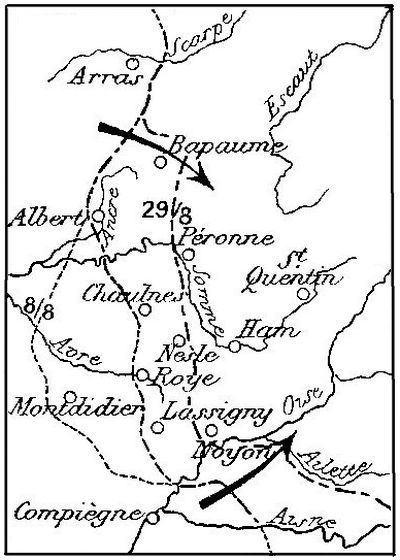 Scarpe
Arras
Escaut
Bapaume
Albert
Ancre
29/8
Péronne
St
Quentin
Somme
Chaulnes
8/8
Ham
Avre
Nesle
Roye
Oise
Montdidier
Lassigny
Noyon
Ailette
Compiègne
Aisne